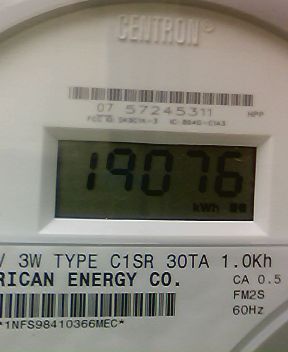 CENTRON®
07 57245311
HPP
19076
kWh
V 3W TYPE C1SR 30TA 1.0Kh
RICAN ENERGY CO.
CA 0.5
FM2S
60Hz
*1NFS98410366MEC*